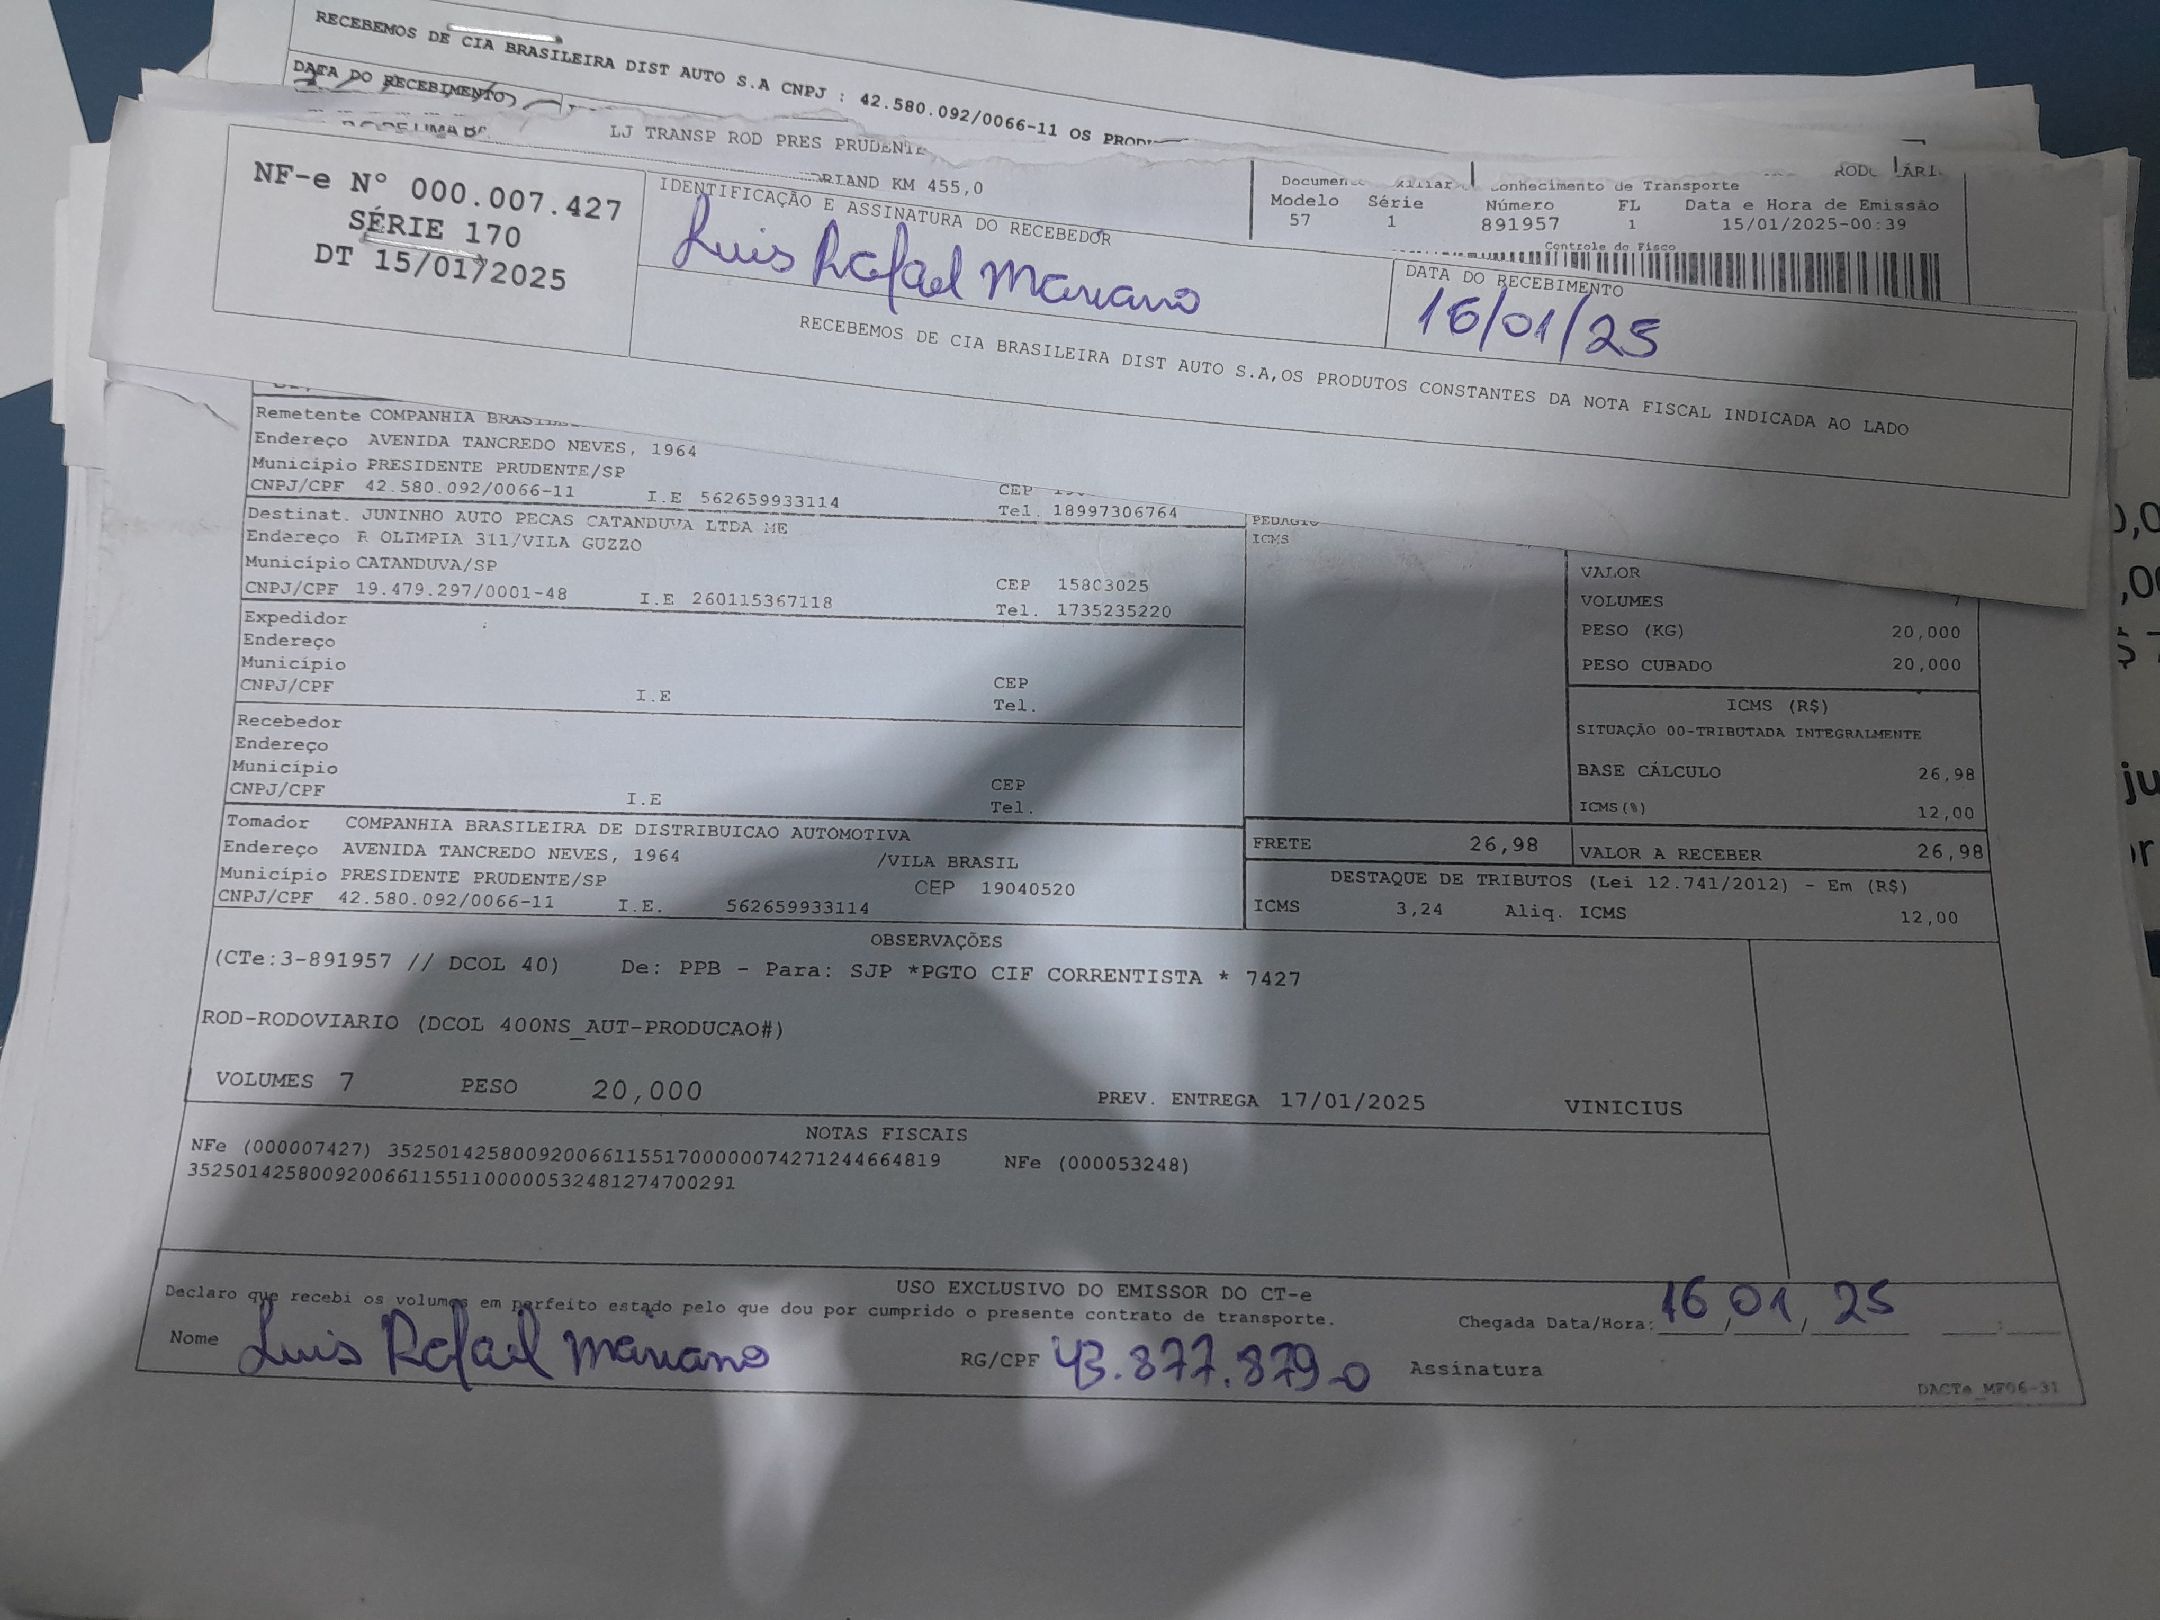 RECEBEMOS DE CIA BRASILEIRA DIST AUTO S.A CNPJ : 42.580.092/0066-11 OS
DATA DO RECEBIMENTO
LJ TRANSP ROD PRES
KM 455,0
NF-e Nº 000.007.427
SÉRIE 170
DT 15/01/2025
IDENTIFICAÇÃO E ASSINATURA DO RECEBEDOR
Luis Rafael Mariano
DATA DO RECEBIMENTO
16/01/25
RECEBEMOS DE CIA BRASILEIRA DIST AUTO S.A,OS PRODUTOS CONSTANTES DA NOTA FISCAL INDICADA AO LADO
Conhecimento de Transporte
Modelo Série Número FL Data e Hora de Emissão
57 1 891957 1 15/01/2025-00:39
Controle do Fisco
Remetente COMPANHIA
Endereço AVENIDA TANCREDO NEVES, 1964
Município PRESIDENTE PRUDENTE/SP
CEP
CNPJ/CPF 42.580.092/0066-11 I.E 562659933114 Tel. 18997306764
Destinat. JUNINHO AUTO PECAS CATANDUVA LTDA ME
Endereço R OLIMPIA 311/VILA GUZZO
Município CATANDUVA/SP CEP 15803025
CNPJ/CPF 19.479.297/0001-48 I.E 260115367118 Tel. 1735235220
Expedidor
Endereço
Município CEP
CNPJ/CPF I.E Tel.
Recebedor
Endereço
Município CEP
CNPJ/CPF I.E Tel.
Tomador COMPANHIA BRASILEIRA DE DISTRIBUICAO AUTOMOTIVA
Endereço AVENIDA TANCREDO NEVES, 1964 /VILA BRASIL
Município PRESIDENTE PRUDENTE/SP CEP 19040520
CNPJ/CPF 42.580.092/0066-11 I.E. 562659933114
PEDAGIO
ICMS
VALOR
VOLUMES 7
PESO (KG) 20,000
PESO CUBADO 20,000
ICMS (R$)
SITUAÇÃO 00-TRIBUTADA INTEGRALMENTE
BASE CÁLCULO 26,98
ICMS(%) 12,00
FRETE 26,98 VALOR A RECEBER 26,98
DESTAQUE DE TRIBUTOS (Lei 12.741/2012) - Em (R$)
ICMS 3,24 Aliq. ICMS 12,00
OBSERVAÇÕES
(CTe:3-891957 // DCOL 40) De: PPB - Para: SJP *PGTO CIF CORRENTISTA * 7427
ROD-RODOVIARIO (DCOL 400NS_AUT-PRODUCAO#)
VOLUMES 7 PESO 20,000 PREV. ENTREGA 17/01/2025 VINICIUS
NOTAS FISCAIS
NFe (000007427) 35250142580092006611551700000074271244664819 NFe (000053248)
35250142580092006611551100000532481274700291
USO EXCLUSIVO DO EMISSOR DO CT-e
Declaro que recebi os volumes em perfeito estado pelo que dou por cumprido o presente contrato de transporte.
Chegada Data/Hora: 16/01/25
Nome Luis Rafael Mariano RG/CPF 43.877.879-0 Assinatura
DACTe_MF06-31